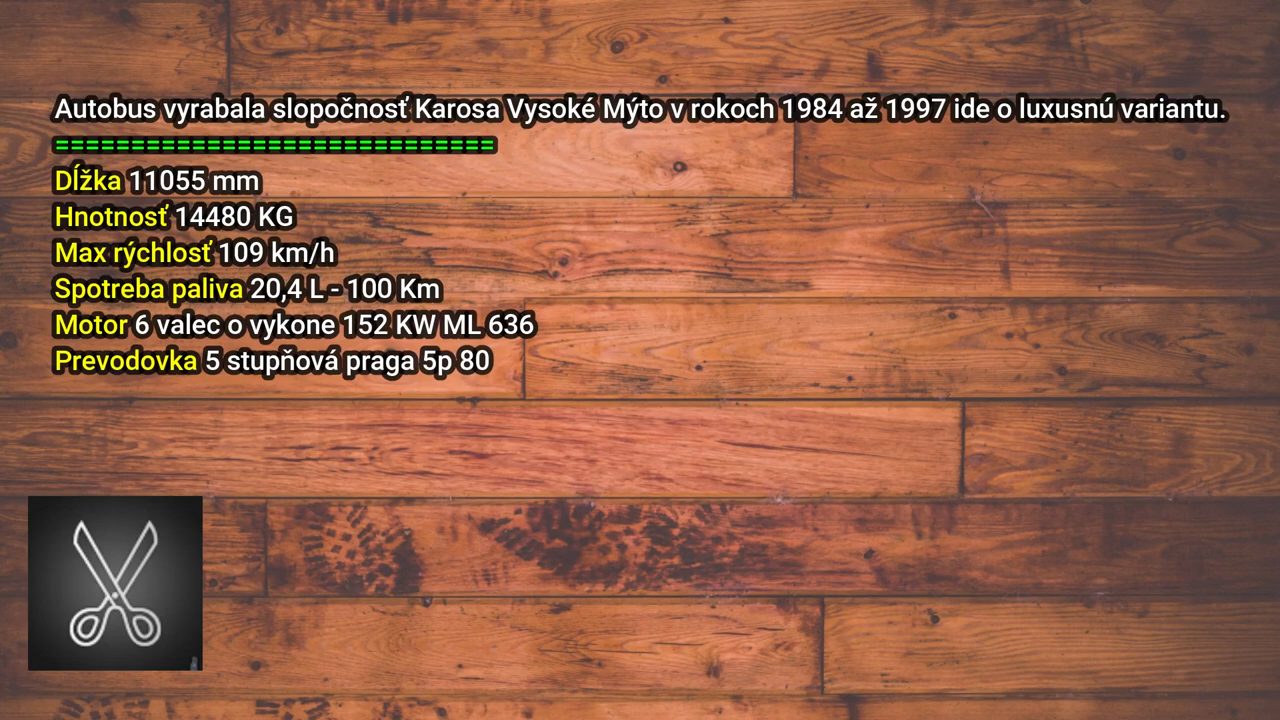 Autobus vyrabala slopočnosť Karosa Vysoké Mýto v rokoch 1984 až 1997 ide o luxusnú variantu.
=============================
Dĺžka 11055 mm
Hnotnosť 14480 KG
Max rýchlosť 109 km/h
Spotreba paliva 20,4 L - 100 Km
Motor 6 valec o vykone 152 KW ML 636
Prevodovka 5 stupňová praga 5p 80